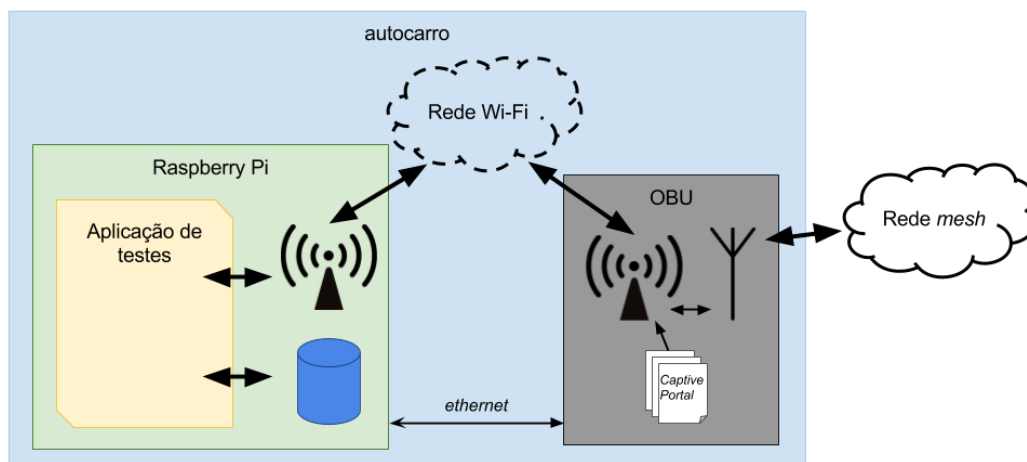 autocarro
Rede Wi-Fi
Raspberry Pi
OBU
Aplicação de
testes
Rede mesh
Captive
Portal
ethernet